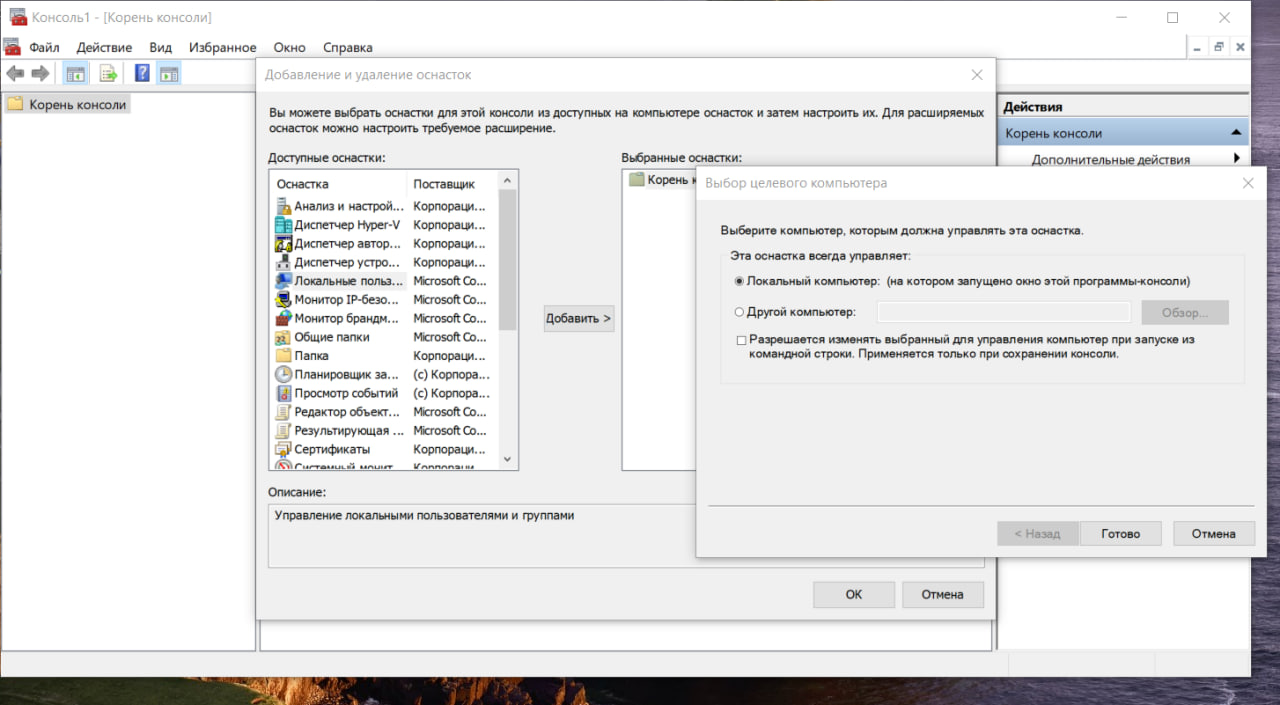 Консоль1 - [Корень консоли]
Файл Действие Вид Избранное Окно Справка
Корень консоли
Добавление и удаление оснасток
Вы можете выбрать оснастки для этой консоли из доступных на компьютере оснасток и затем настроить их. Для расширяемых
оснасток можно настроить требуемое расширение.
Доступные оснастки:
Оснастка Поставщик
Анализ и настрой... Корпораци...
Диспетчер Hyper-V Корпораци...
Диспетчер автор... Корпораци...
Диспетчер устро... Корпораци...
Локальные польз... Microsoft Co...
Монитор IP-безо... Microsoft Co...
Монитор брандм... Microsoft Co...
Общие папки Microsoft Co...
Папка Корпораци...
Планировщик за... (с) Корпора...
Просмотр событий (с) Корпора...
Редактор объект... Microsoft Co...
Результирующая ... Microsoft Co...
Сертификаты Корпораци...
Системный монит... Корпораци...
Добавить >
Выбранные оснастки:
Корень к
Описание:
Управление локальными пользователями и группами
ОК Отмена
Действия
Корень консоли
Дополнительные действия
Выбор целевого компьютера
Выберите компьютер, которым должна управлять эта оснастка.
Эта оснастка всегда управляет:
Локальный компьютер: (на котором запущено окно этой программы-консоли)
Другой компьютер: Обзор...
Разрешается изменять выбранный для управления компьютер при запуске из
командной строки. Применяется только при сохранении консоли.
< Назад Готово Отмена